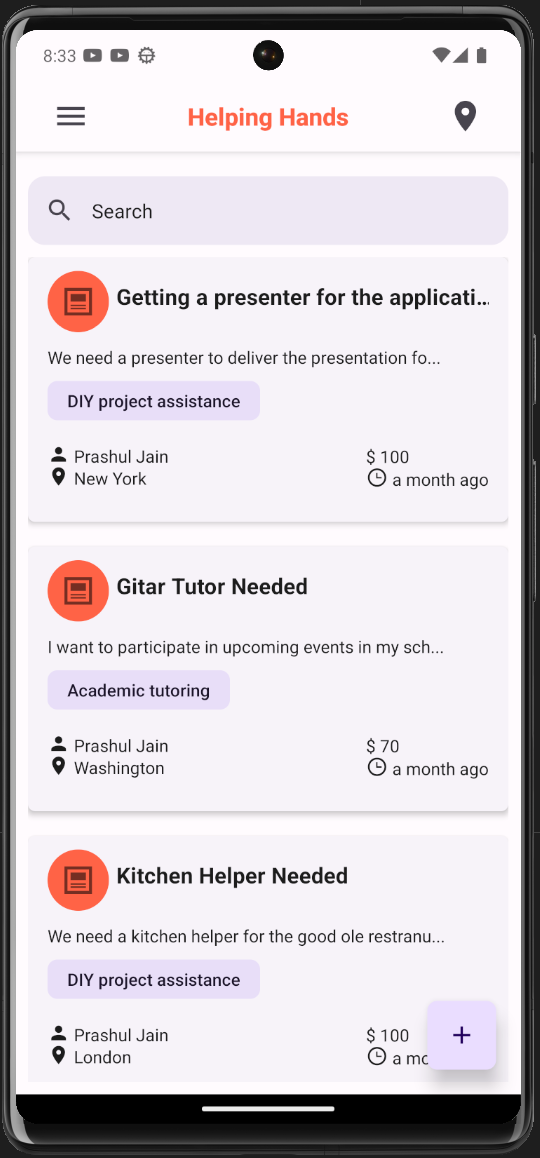 8:33
Helping Hands
Search
Getting a presenter for the applicati...
We need a presenter to deliver the presentation fo...
DIY project assistance
Prashul Jain
$ 100
New York
a month ago
Gitar Tutor Needed
I want to participate in upcoming events in my sch...
Academic tutoring
Prashul Jain
$ 70
Washington
a month ago
Kitchen Helper Needed
We need a kitchen helper for the good ole restranu...
DIY project assistance
Prashul Jain
$ 100
London
a mo
+